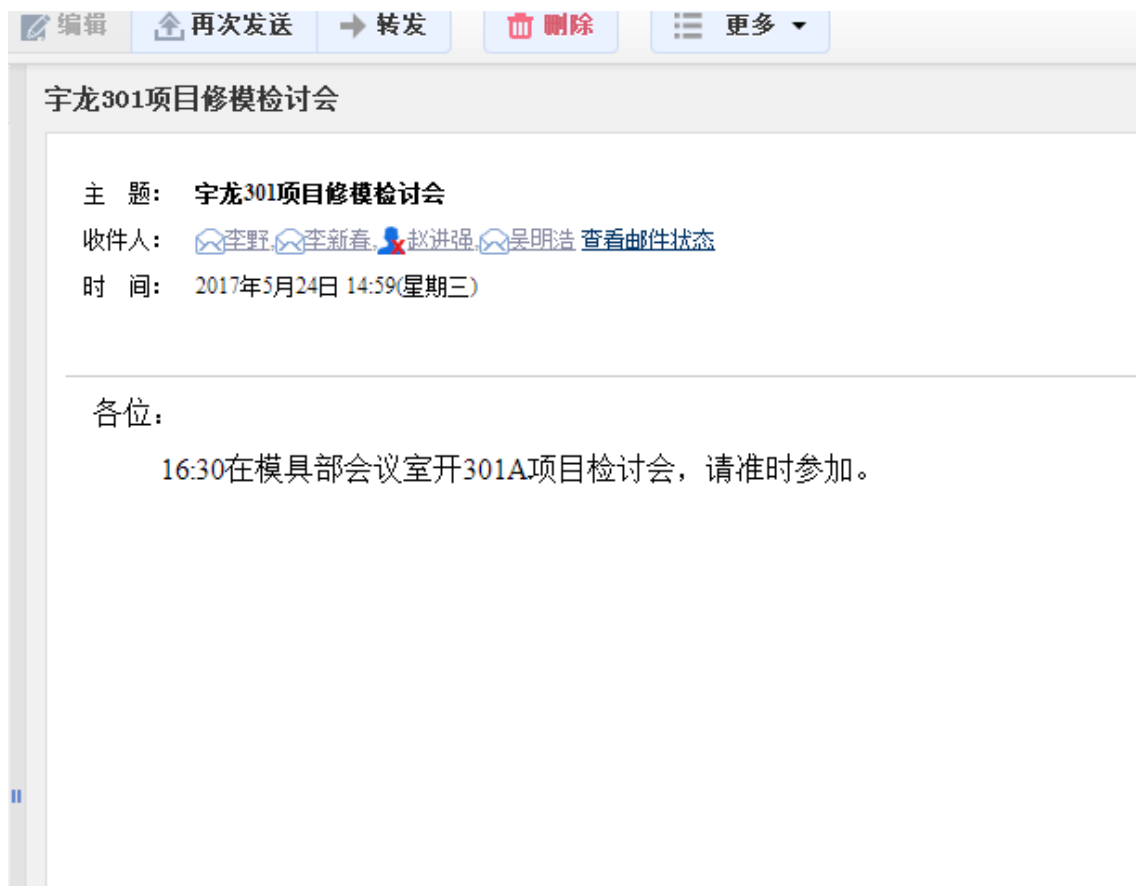 编辑 再次发送 转发 删除 更多
宇龙301项目修模检讨会
主 题： 宇龙301项目修模检讨会
收件人： 李野,李新春,赵进强,吴明浩 查看邮件状态
时 间： 2017年5月24日 14:59(星期三)
各位：
16:30在模具部会议室开301A项目检讨会，请准时参加。